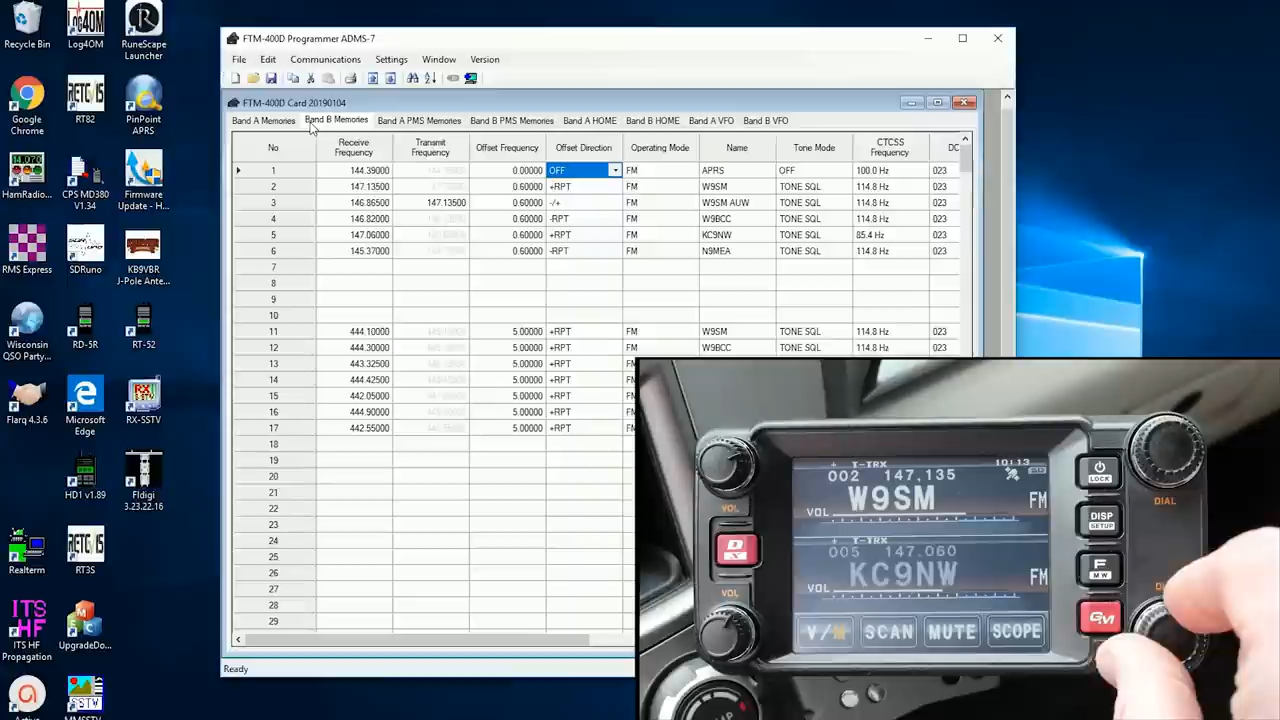 Recycle Bin
Log4OM
RuneScape Launcher
Google Chrome
RT82
PinPoint APRS
HamRadio...
CPS MD380 V1.34
Firmware Update - H...
RMS Express
SDRuno
KB9VBR J-Pole Ante...
Wisconsin QSO Party...
RD-5R
RT-52
Flarq 4.3.6
Microsoft Edge
RX-SSTV
HD1 v1.89
Fldigi 3.23.22.16
Realterm
RT3S
ITS HF Propagation
UpgradeDo...
FTM-400D Programmer ADMS-7
File Edit Communications Settings Window Version
FTM-400D Card 20190104
Band A Memories Band B Memories Band A PMS Memories Band B PMS Memories Band A HOME Band B HOME Band A VFO Band B VFO
No Receive Frequency Transmit Frequency Offset Frequency Offset Direction Operating Mode Name Tone Mode CTCSS Frequency DC
1 144.39000 0.00000 OFF FM APRS OFF 100.0 Hz 023
2 147.13500 0.60000 +RPT FM W9SM TONE SQL 114.8 Hz 023
3 146.86500 147.13500 0.60000 -/+ FM W9SM AUW TONE SQL 114.8 Hz 023
4 146.82000 0.60000 -RPT FM W9BCC TONE SQL 114.8 Hz 023
5 147.06000 0.60000 +RPT FM KC9NW TONE SQL 85.4 Hz 023
6 145.37000 0.60000 -RPT FM N9MEA TONE SQL 114.8 Hz 023
7
8
9
10
11 444.10000 5.00000 +RPT FM W9SM TONE SQL 114.8 Hz 023
12 444.30000 5.00000 +RPT FM W9BCC TONE SQL 114.8 Hz 023
13 443.32500 5.00000 +RPT
14 444.42500 5.00000 +RPT
15 442.05000 5.00000 +RPT
16 444.90000 5.00000 +RPT
17 442.55000 5.00000 +RPT
18
19
20
21
22
23
24
25
26
27
28
29
Ready
+ T-TRX 10:13
002 147,135
W9SM FM
VOL
+ T-TRX
005 147.060
KC9NW FM
VOL
V/M SCAN MUTE SCOPE
VOL
VOL
D X
LOCK
DISP SETUP
F MW
GM
DIAL